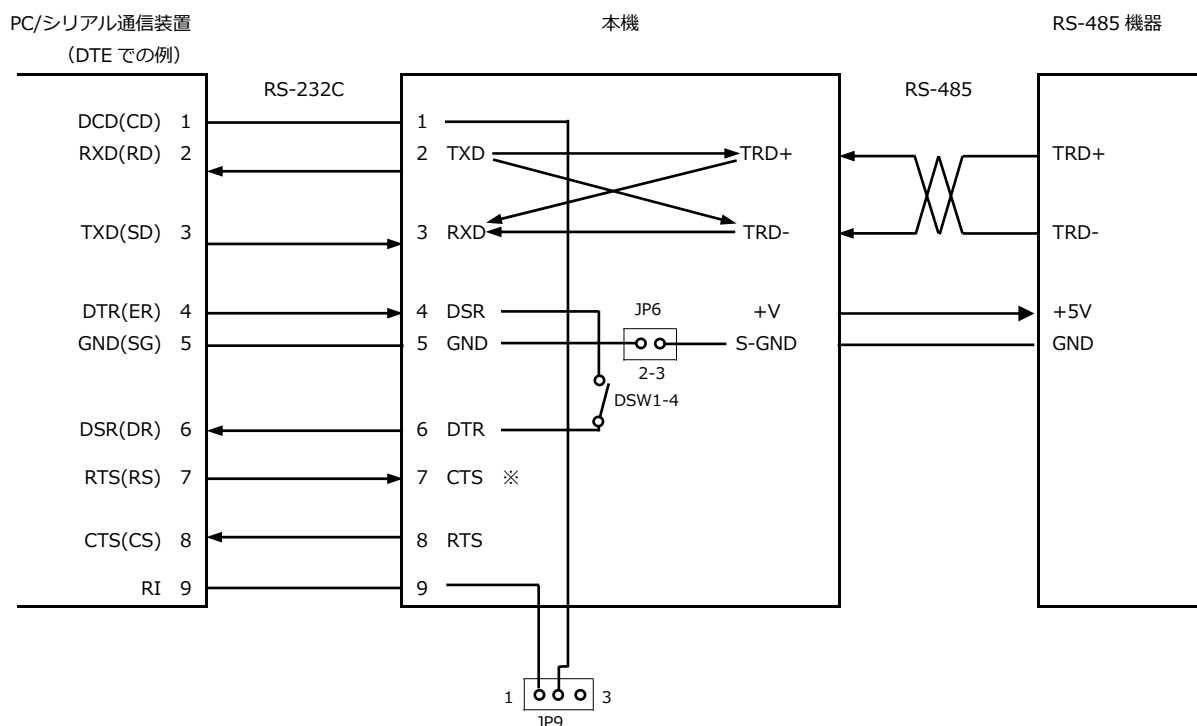 PC/シリアル通信装置 本機 RS-485 機器
（DTE での例）
RS-232C RS-485
DCD(CD) 1 1
RXD(RD) 2 2 TXD TRD+ TRD+
TXD(SD) 3 3 RXD TRD- TRD-
DTR(ER) 4 4 DSR JP6 +V +5V
GND(SG) 5 5 GND S-GND GND
2-3
DSW1-4
DSR(DR) 6 6 DTR
RTS(RS) 7 7 CTS ※
CTS(CS) 8 8 RTS
RI 9 9
1 3
JP9